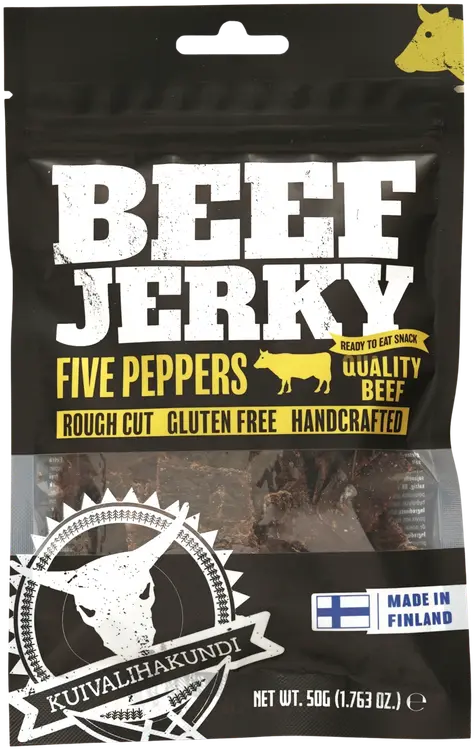 BEEF
JERKY
READY TO EAT SNACK
FIVE PEPPERS
QUALITY
BEEF
ROUGH CUT GLUTEN FREE HANDCRAFTED
MADE IN
FINLAND
KUIVALIHAKUNDI
NET WT. 50G (1.763 OZ.) ℮